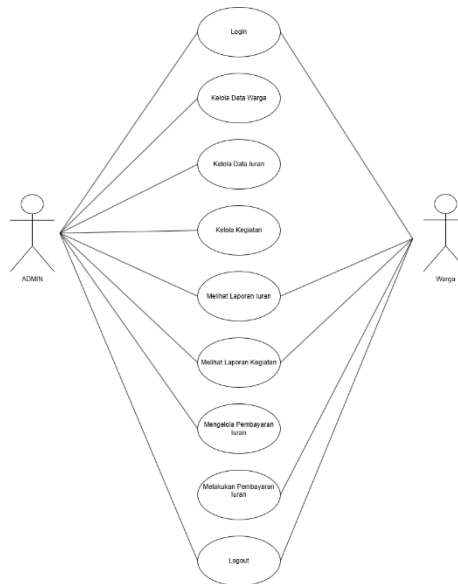 Login
Kelola Data Warga
Kelola Data Iuran
Kelola Kegiatan
ADMIN
Warga
Melihat Laporan Iuran
Melihat Laporan Kegiatan
Mengelola Pembayaran
Iuran
Melakukan Pembayaran
Iuran
Logout